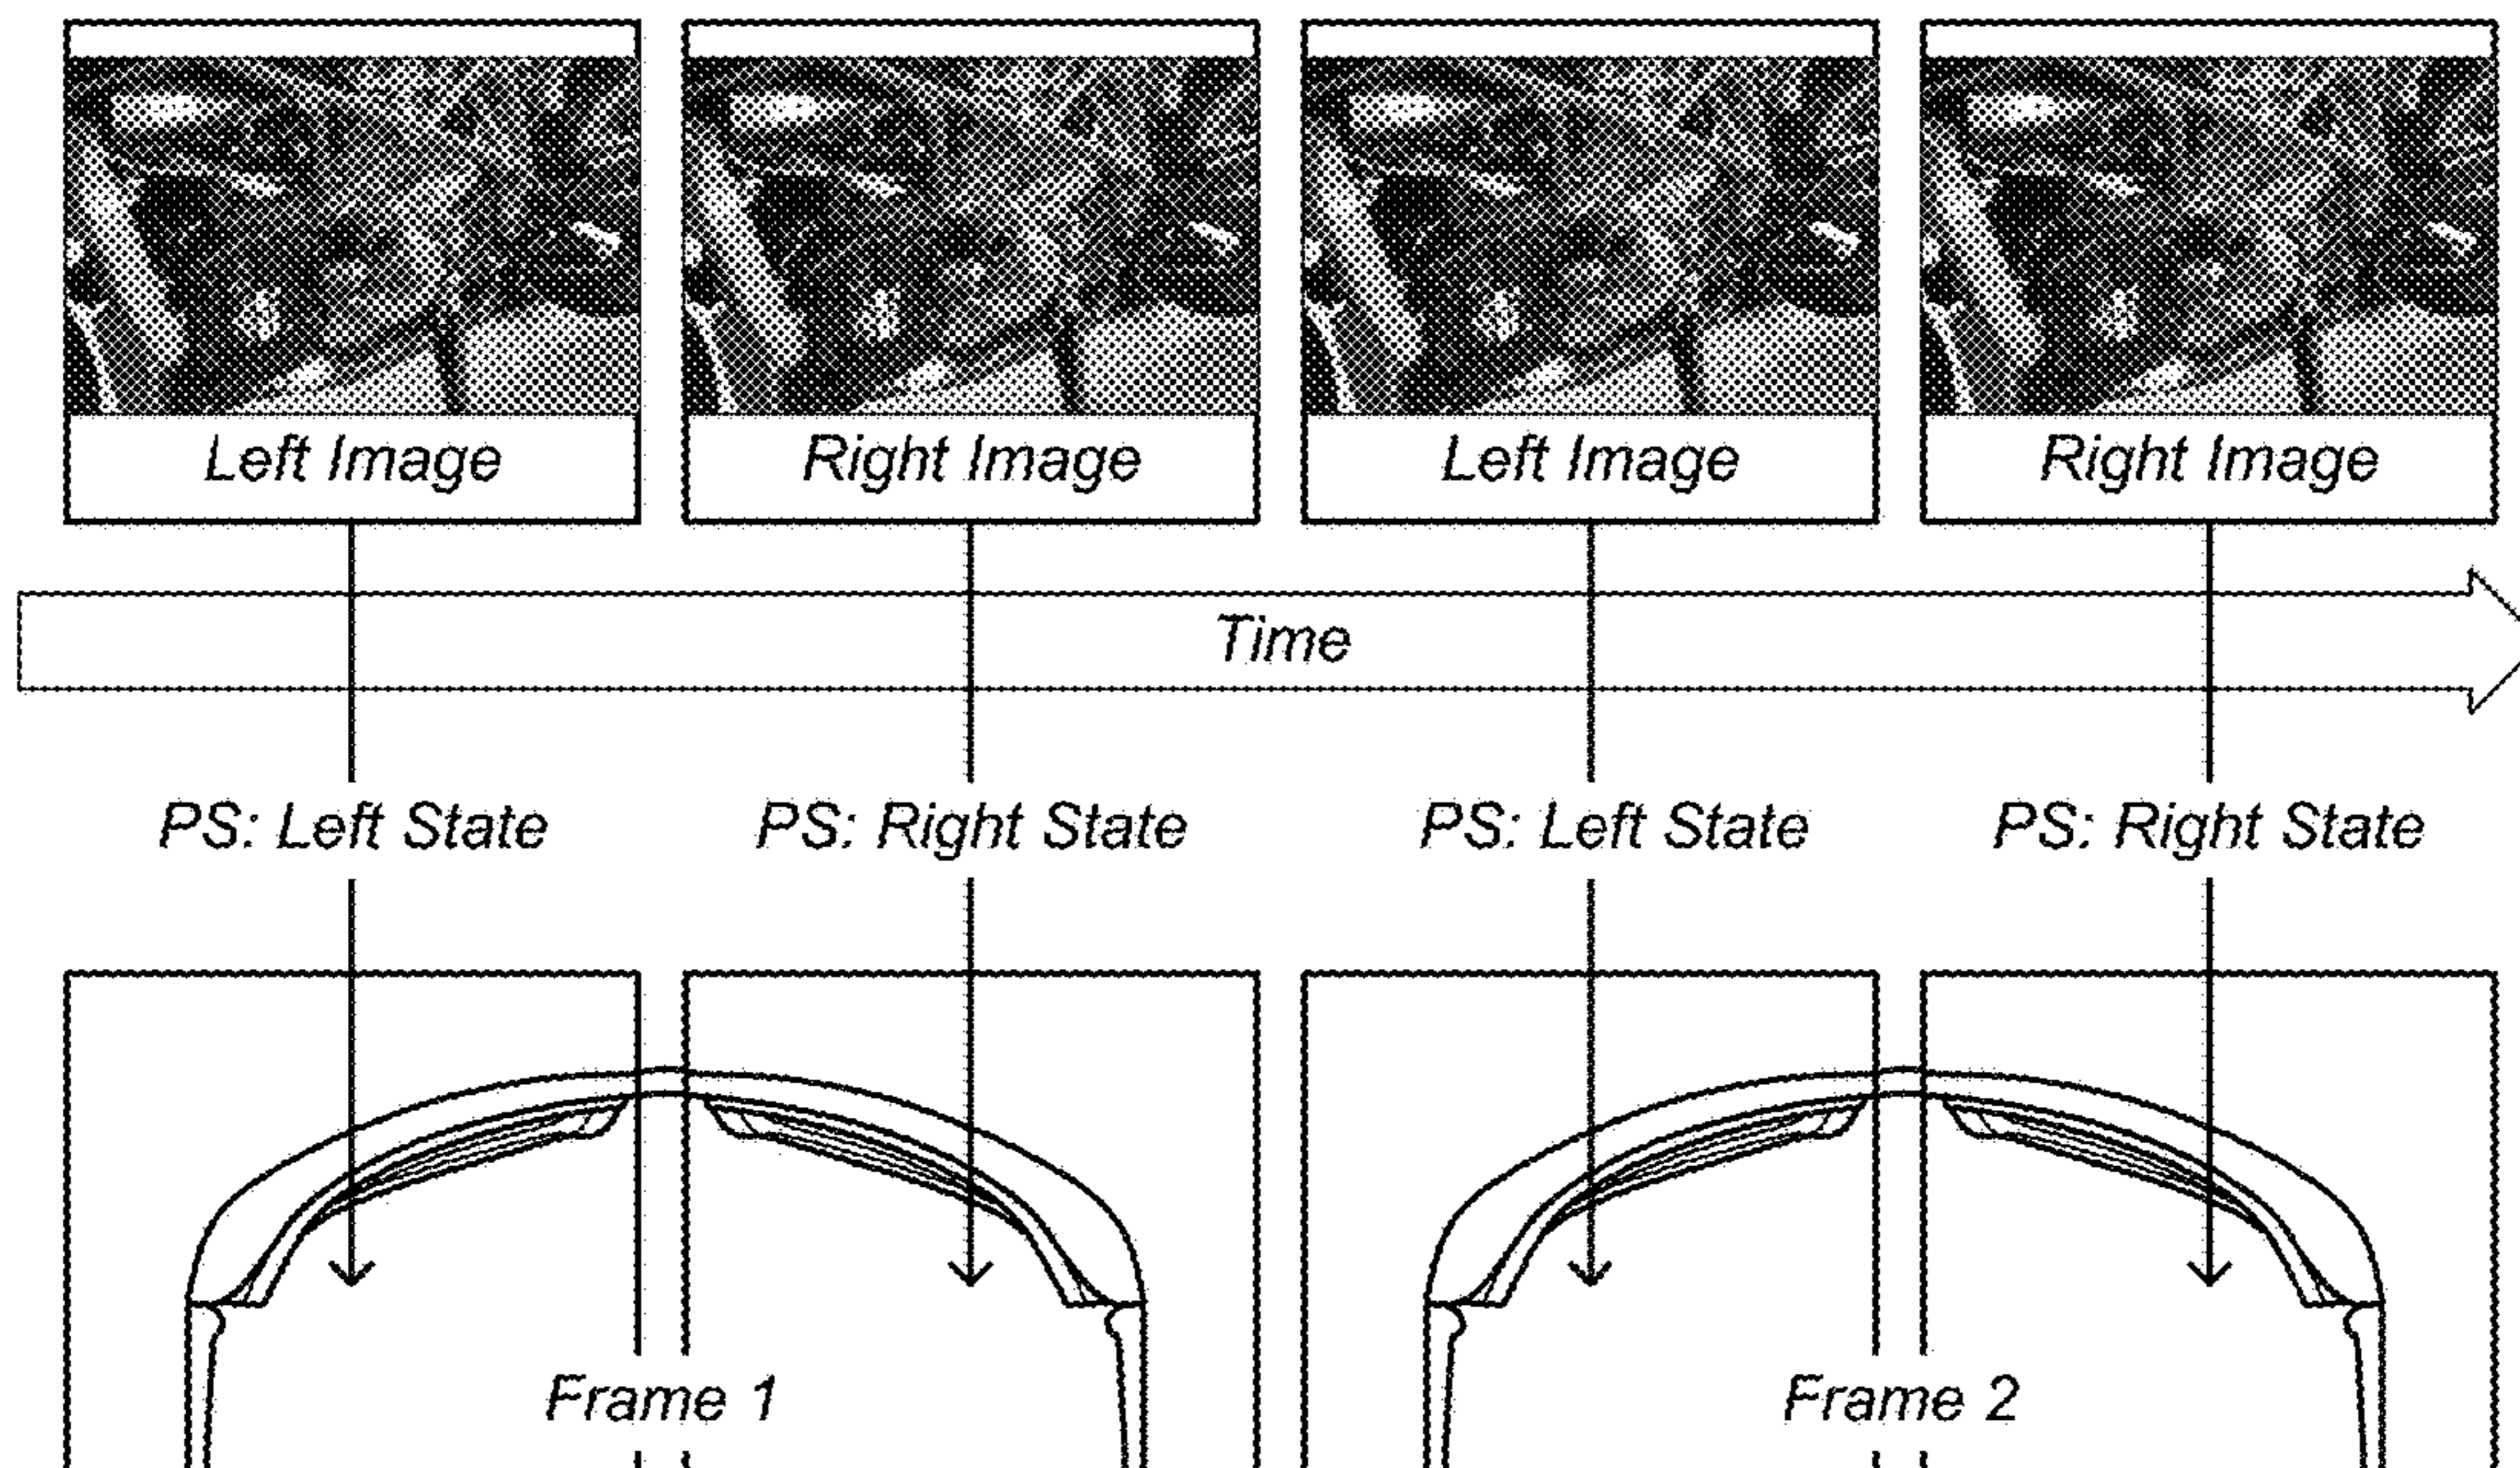 Left Image
Right Image
Left Image
Right Image
Time
PS: Left State
PS: Right State
PS: Left State
PS: Right State
Frame 1
Frame 2